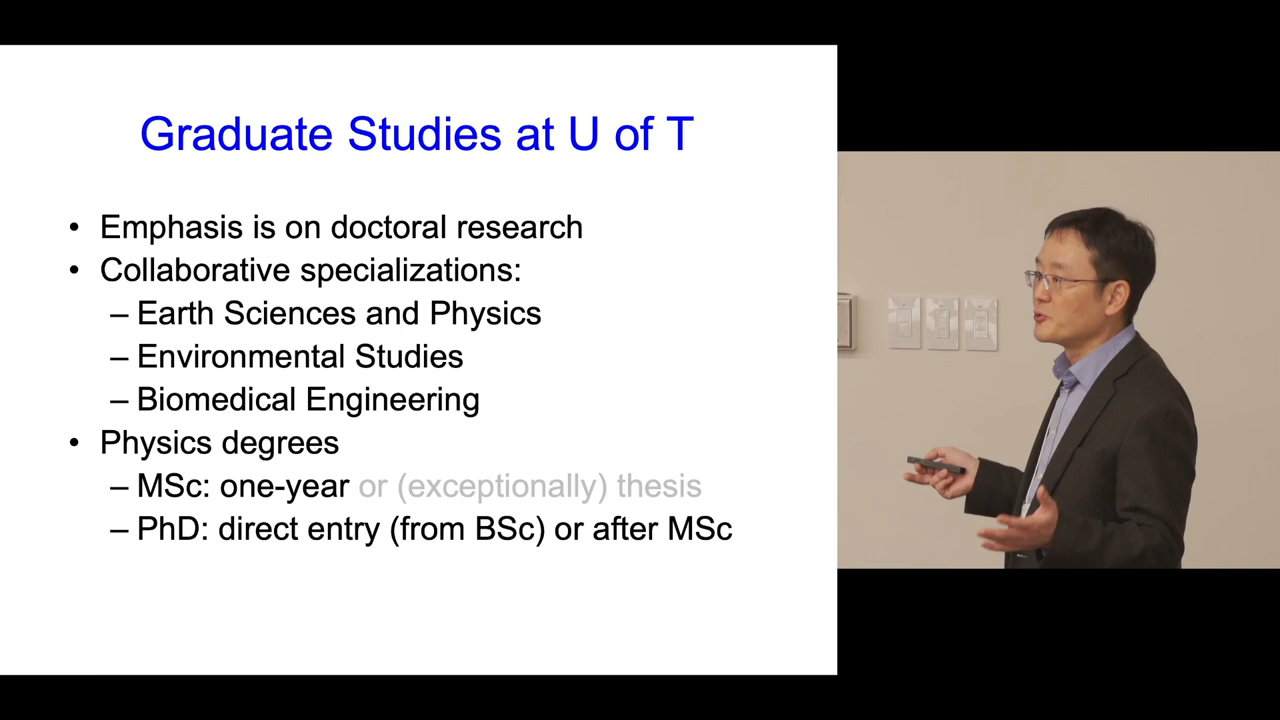 Graduate Studies at U of T
• Emphasis is on doctoral research
• Collaborative specializations:
– Earth Sciences and Physics
– Environmental Studies
– Biomedical Engineering
• Physics degrees
– MSc: one-year or (exceptionally) thesis
– PhD: direct entry (from BSc) or after MSc